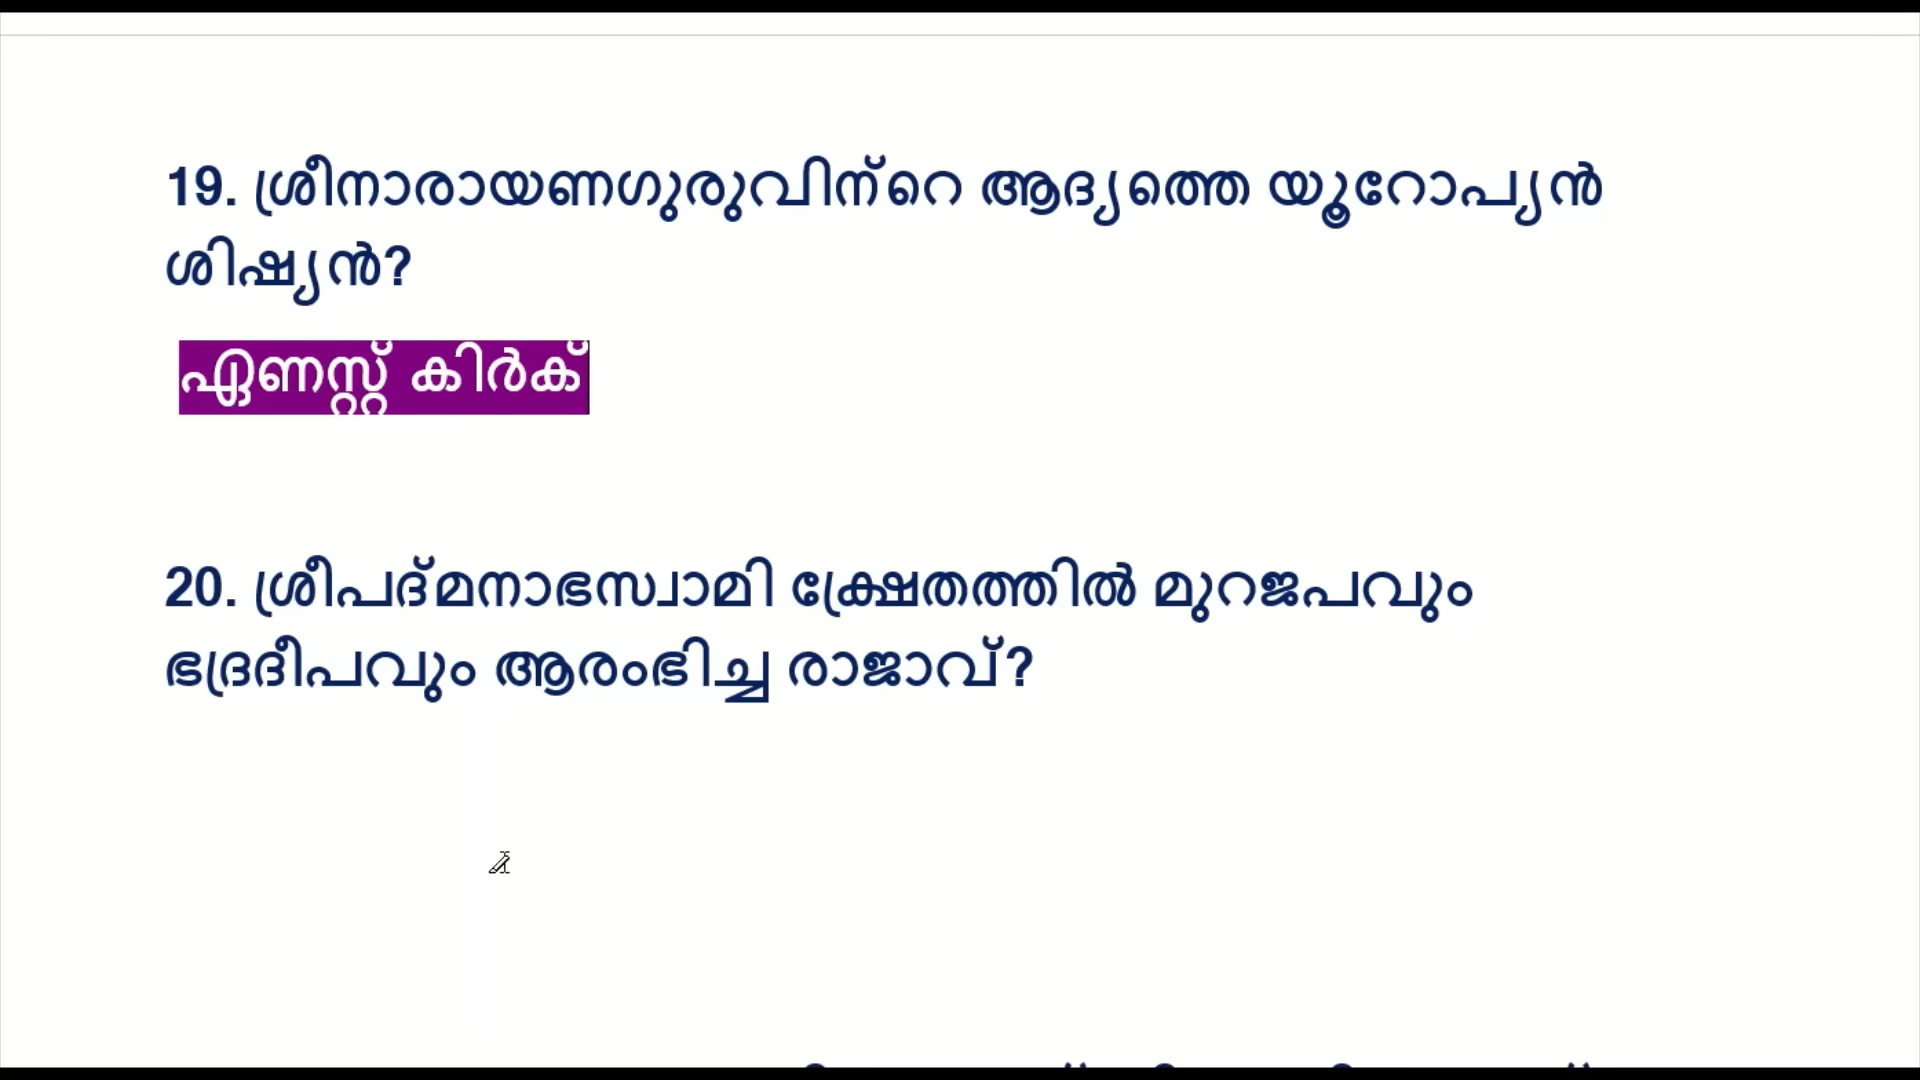 19. ശ്രീനാരായണഗുരുവിന്റെ ആദ്യത്തെ യൂറോപ്യൻ
ശിഷ്യൻ?
ഏണസ്റ്റ് കിർക്
20. ശ്രീപദ്മനാഭസ്വാമി ക്ഷേത്രത്തിൽ മുറജപവും
ഭദ്രദീപവും ആരംഭിച്ച രാജാവ്?